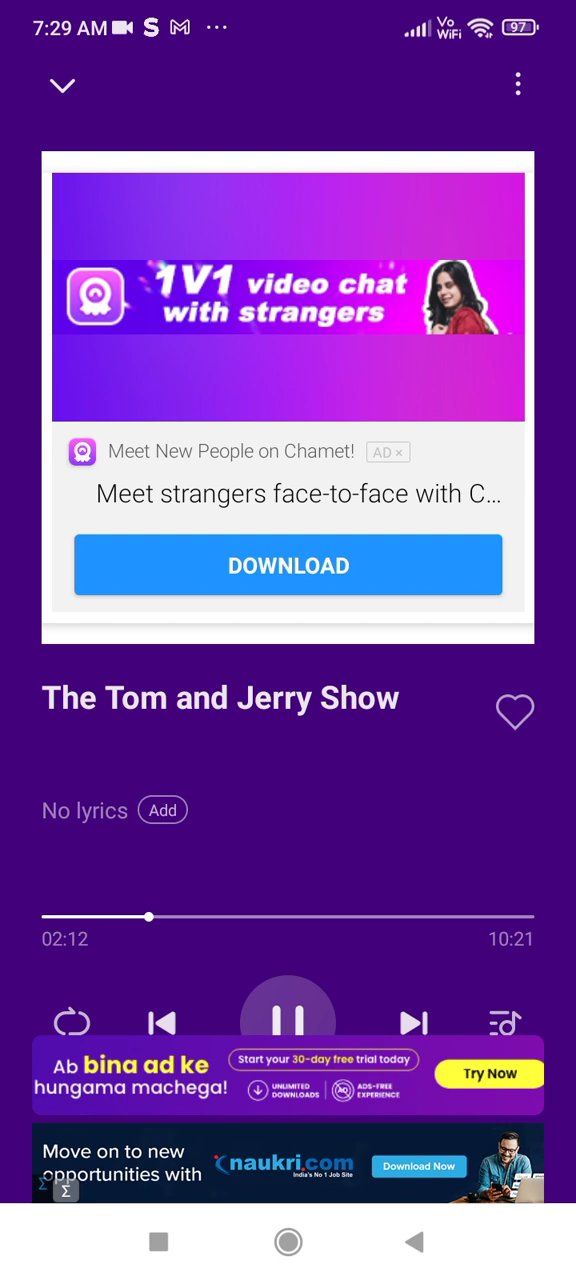 7:29 AM
Vo
WiFi
97
1V1 video chat
with strangers
Meet New People on Chamet!
AD ×
Meet strangers face-to-face with C...
DOWNLOAD
The Tom and Jerry Show
No lyrics
Add
02:12
10:21
Ab bina ad ke
hungama machega!
Start your 30-day free trial today
UNLIMITED
DOWNLOADS
AD
ADS-FREE
EXPERIENCE
Try Now
Move on to new
opportunities with
naukri.com
India's No 1 Job Site
Download Now
Σ
Σ